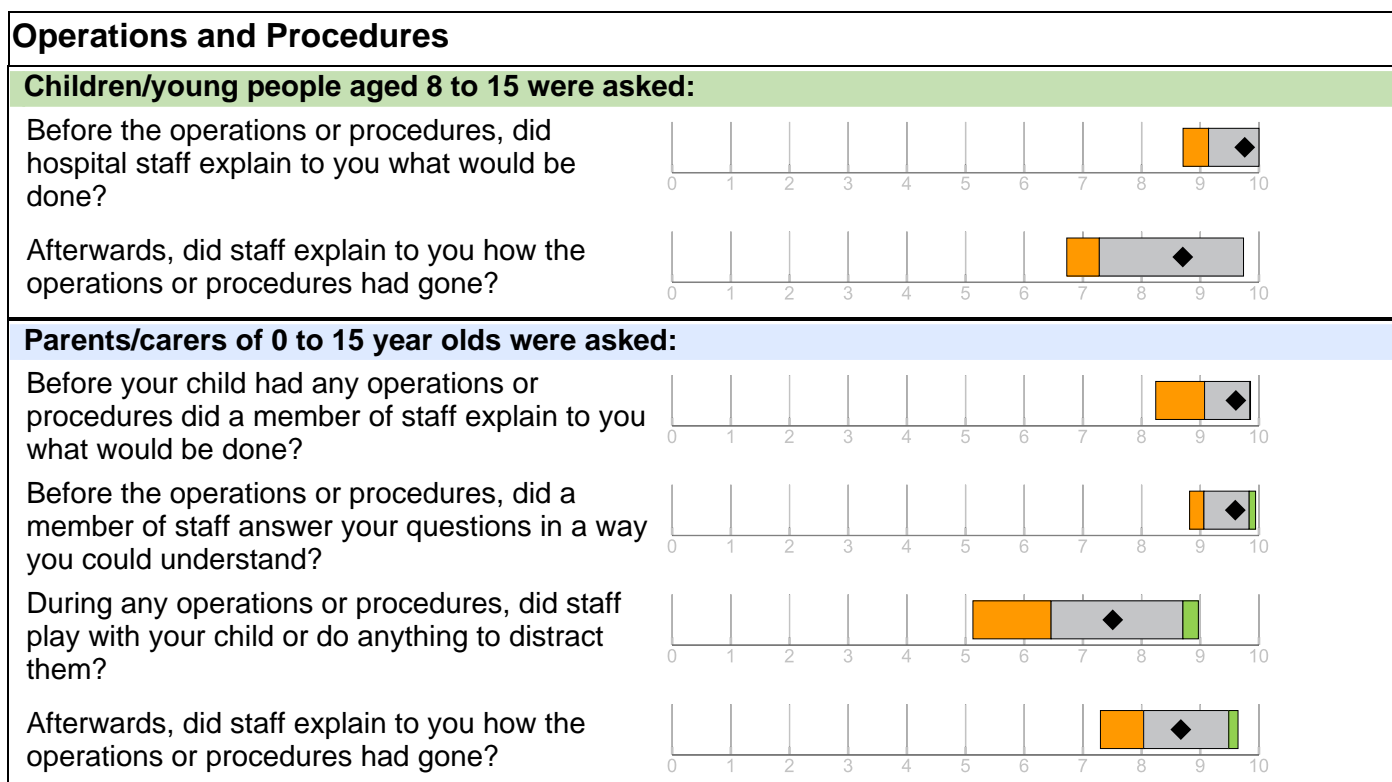 Operations and Procedures
Children/young people aged 8 to 15 were asked:
Before the operations or procedures, did
hospital staff explain to you what would be
done?
0 1 2 3 4 5 6 7 8 9 10
Afterwards, did staff explain to you how the
operations or procedures had gone?
0 1 2 3 4 5 6 7 8 9 10
Parents/carers of 0 to 15 year olds were asked:
Before your child had any operations or
procedures did a member of staff explain to you
what would be done?
0 1 2 3 4 5 6 7 8 9 10
Before the operations or procedures, did a
member of staff answer your questions in a way
you could understand?
0 1 2 3 4 5 6 7 8 9 10
During any operations or procedures, did staff
play with your child or do anything to distract
them?
0 1 2 3 4 5 6 7 8 9 10
Afterwards, did staff explain to you how the
operations or procedures had gone?
0 1 2 3 4 5 6 7 8 9 10